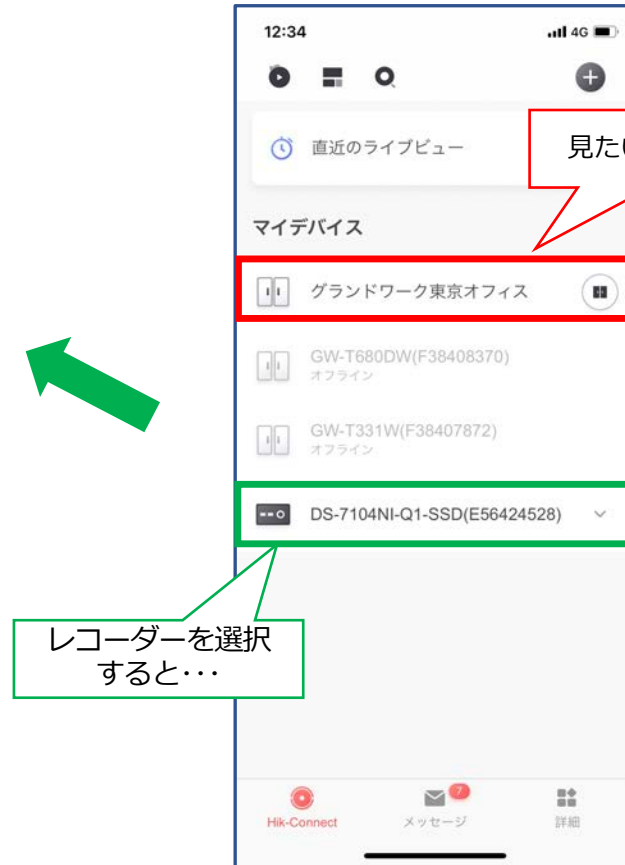 12:34
4G
直近のライブビュー
見たい
マイデバイス
グランドワーク東京オフィス
GW-T680DW(F38408370)
オフライン
GW-T331W(F38407872)
オフライン
DS-7104NI-Q1-SSD(E56424528)
レコーダーを選択
すると・・・
7
Hik-Connect
メッセージ
詳細